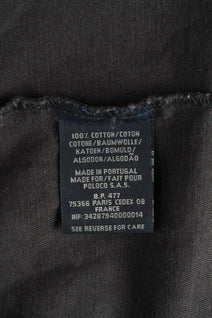 100% COTTON/COTON
COTONE/BAUMWOLLE/
KATOEN/BOMULD/
ALGODON/ALGODÃO
MADE IN PORTUGAL
MADE FOR/FAIT POUR
POLOCO S.A.S.
B.P. 477
75366 PARIS CEDEX 08
FRANCE
NIF: 34287940000014
SEE REVERSE FOR CARE